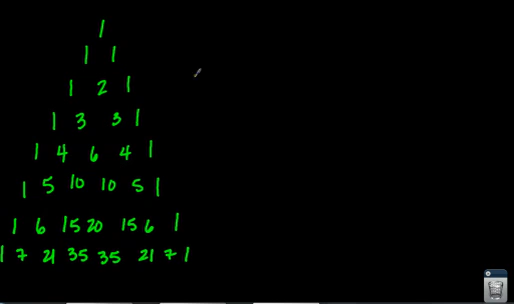 1
1 1
1 2 1
1 3 3 1
1 4 6 4 1
1 5 10 10 5 1
1 6 15 20 15 6 1
1 7 21 35 35 21 7 1